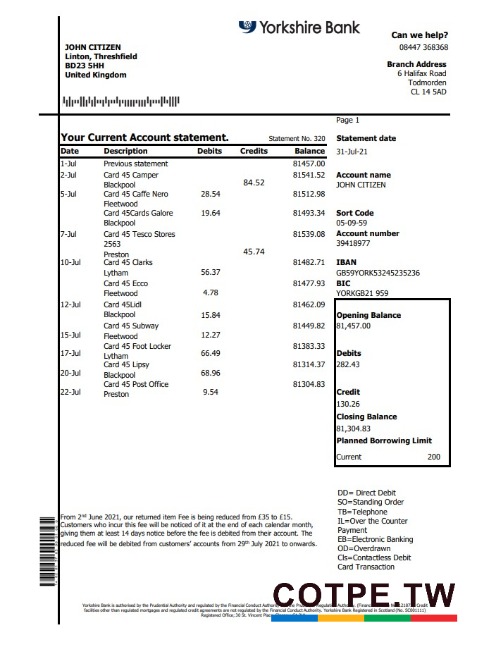 Yorkshire Bank
JOHN CITIZEN
Linton, Threshfield
BD23 5HH
United Kingdom
Can we help?
08447 368368
Branch Address
6 Halifax Road
Todmorden
CL 14 5AD
Page 1
Your Current Account statement. Statement No. 320
Date Description Debits Credits Balance
1-Jul Previous statement 81457.00
2-Jul Card 45 Camper 81541.52
Blackpool 84.52
5-Jul Card 45 Caffe Nero 28.54 81512.98
Fleetwood
Card 45Cards Galore 19.64 81493.34
Blackpool
7-Jul Card 45 Tesco Stores 81539.08
2563
Preston 45.74
10-Jul Card 45 Clarks 81482.71
Lytham 56.37
Card 45 Ecco 81477.93
Fleetwood 4.78
12-Jul Card 45Lidl 81462.09
Blackpool 15.84
Card 45 Subway 81449.82
15-Jul Fleetwood 12.27
Card 45 Foot Locker 81383.33
17-Jul Lytham 66.49
Card 45 Lipsy 81314.37
20-Jul Blackpool 68.96
Card 45 Post Office 81304.83
22-Jul Preston 9.54
Statement date
31-Jul-21
Account name
JOHN CITIZEN
Sort Code
05-09-59
Account number
39418977
IBAN
GB59YORK53245235236
BIC
YORKGB21 959
Opening Balance
81,457.00
Debits
282.43
Credit
130.26
Closing Balance
81,304.83
Planned Borrowing Limit
Current 200
DD= Direct Debit
SO=Standing Order
TB=Telephone
IL=Over the Counter
Payment
EB=Electronic Banking
OD=Overdrawn
Cls=Contactless Debit
Card Transaction
From 2nd June 2021, our returned item Fee is being reduced from £35 to £15.
Customers who incur this fee will be noticed of it at the end of each calendar month,
giving them at least 14 days notice before the fee is debited from their account. The
reduced fee will be debited from customers' accounts from 29th July 2021 to onwards.
COTPE.TW
Yorkshire Bank is authorised by the Prudential Authority and regulated by the Financial Conduct Authority
facilities other than regulated mortgages and regulated credit agreements are not regulated by the Financial Conduct Authority. Yorkshire Bank Registered in Scotland
Registered Office, 30 St. Vincent Place